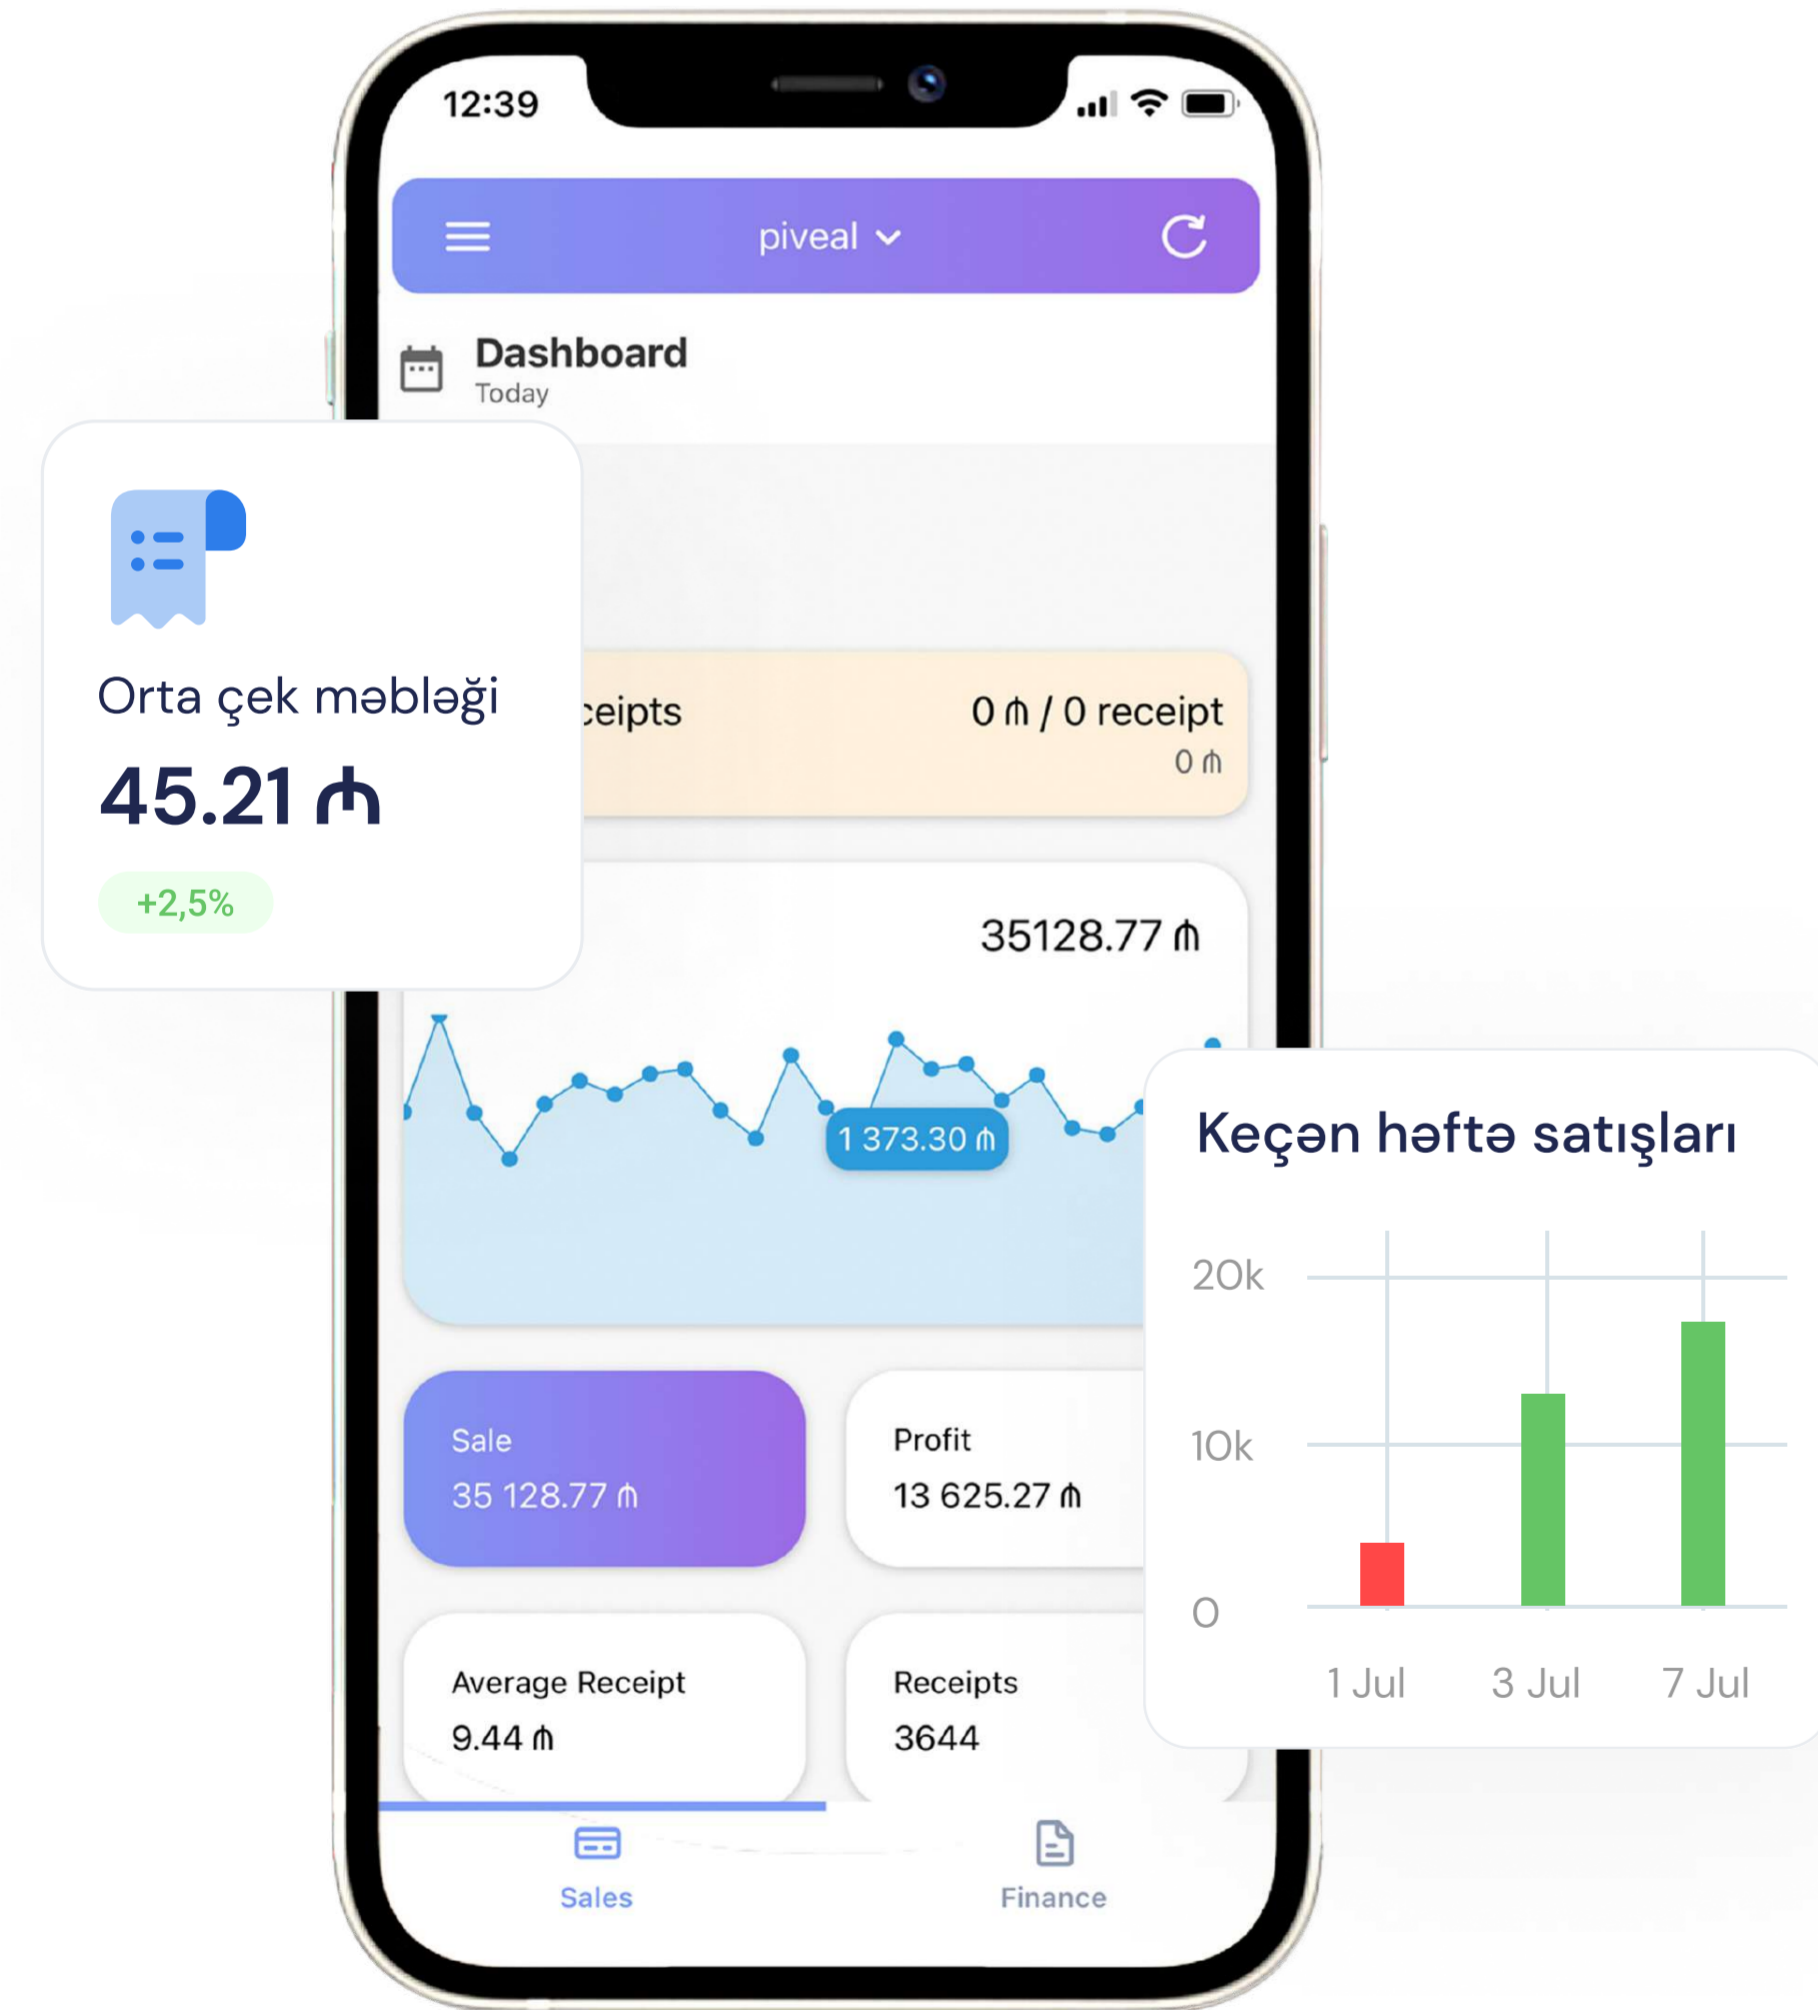 12:39
piveal
Dashboard
Today
Orta çek məbləği
45.21 ₼
+2,5%
0 ₼ / 0 receipt
0 ₼
35128.77 ₼
1 373.30 ₼
Keçən həftə satışları
20k
10k
0
1 Jul 3 Jul 7 Jul
Sale
35 128.77 ₼
Profit
13 625.27 ₼
Average Receipt
9.44 ₼
Receipts
3644
Sales
Finance